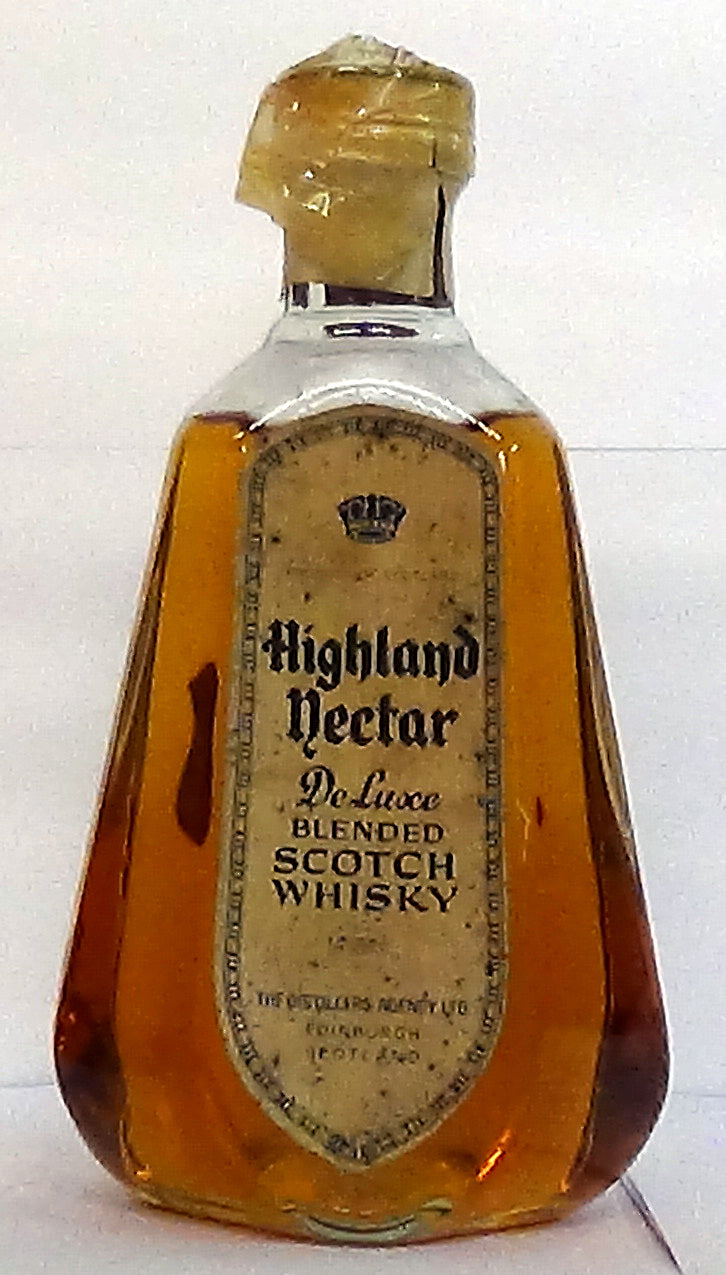 Highland
Nectar
De Luxe
BLENDED
SCOTCH
WHISKY
THE DISTILLERS AGENCY LTD
EDINBURGH
SCOTLAND